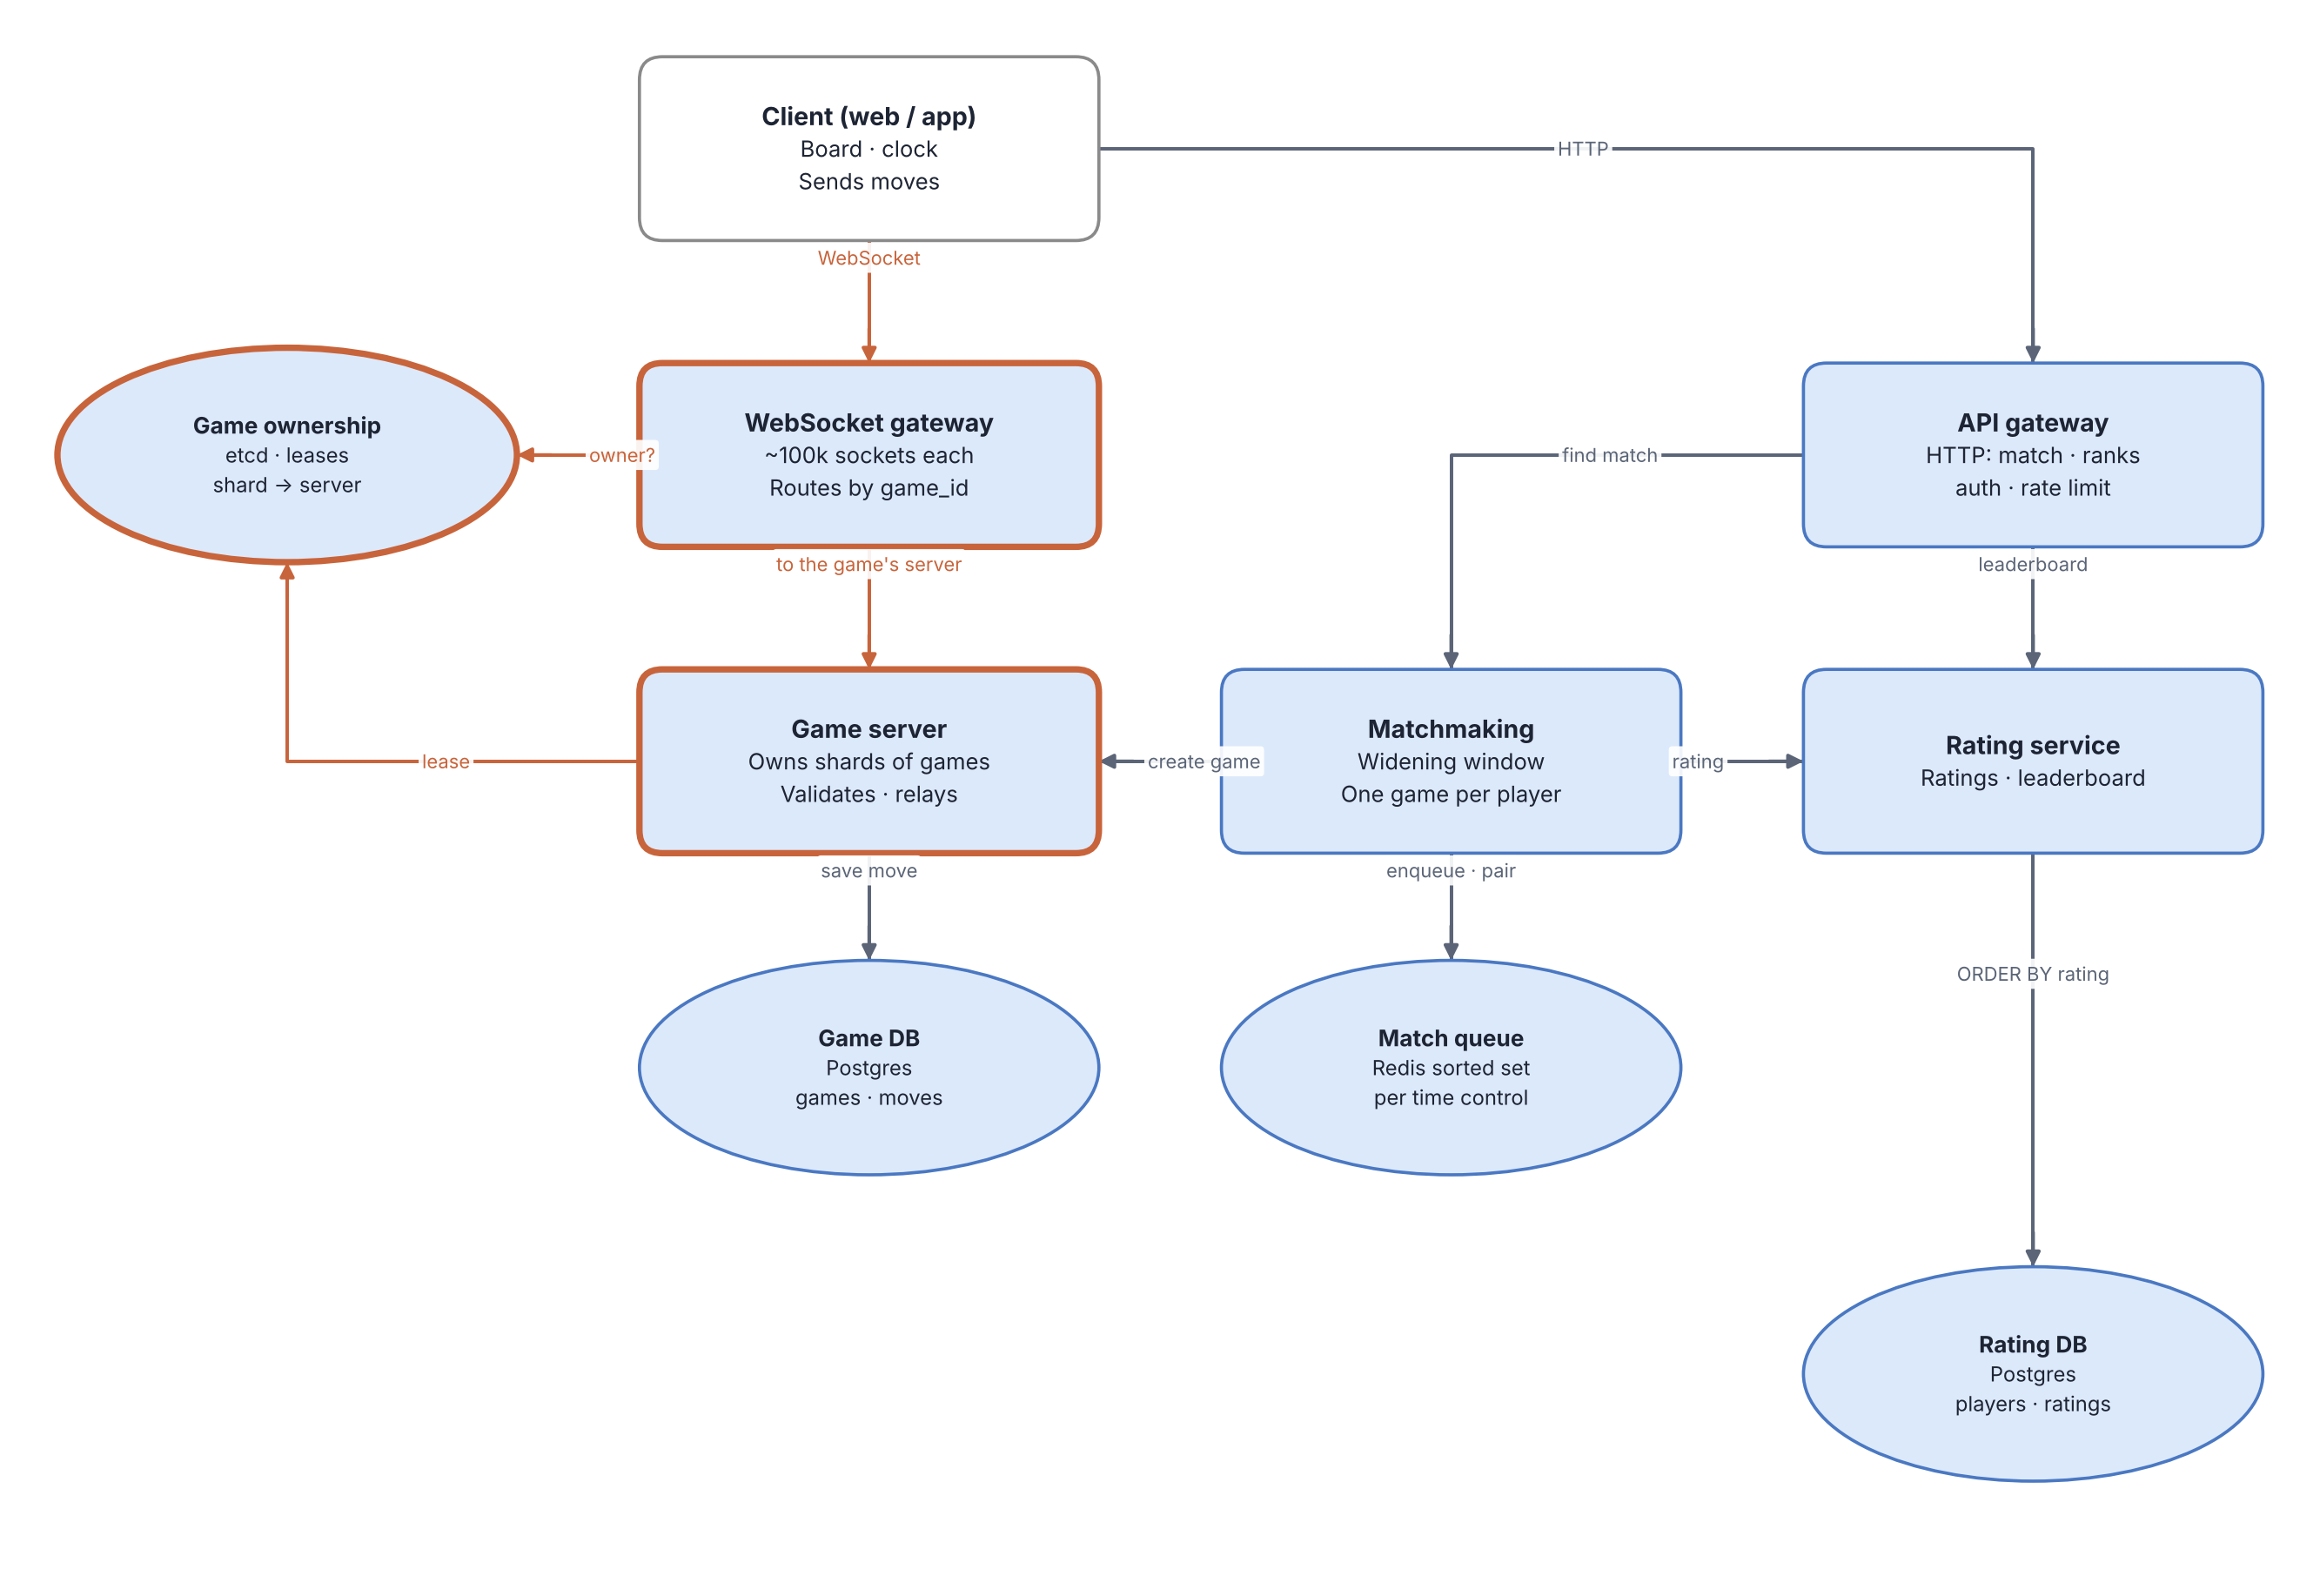 Client (web / app)
Board · clock
Sends moves
HTTP
WebSocket
Game ownership
etcd · leases
shard → server
owner?
WebSocket gateway
~100k sockets each
Routes by game_id
find match
API gateway
HTTP: match · ranks
auth · rate limit
to the game's server
leaderboard
lease
Game server
Owns shards of games
Validates · relays
create game
Matchmaking
Widening window
One game per player
rating
Rating service
Ratings · leaderboard
save move
enqueue · pair
ORDER BY rating
Game DB
Postgres
games · moves
Match queue
Redis sorted set
per time control
Rating DB
Postgres
players · ratings